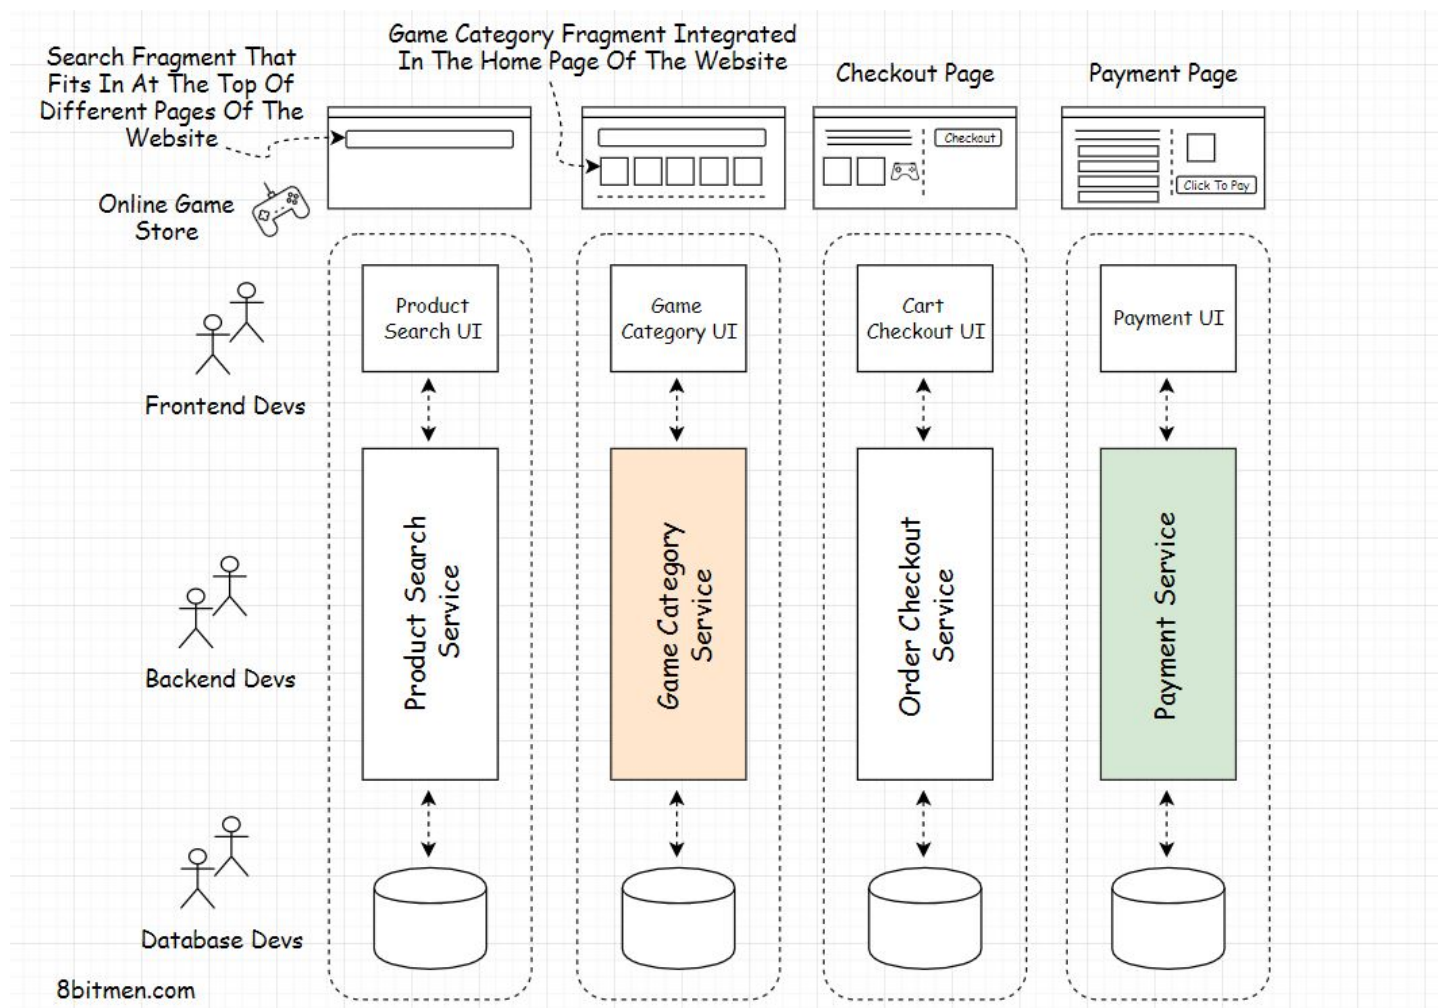 Search Fragment That
Fits In At The Top Of
Different Pages Of The
Website
Game Category Fragment Integrated
In The Home Page Of The Website
Checkout Page
Payment Page
Checkout
Click To Pay
Online Game
Store
Product
Search UI
Game
Category UI
Cart
Checkout UI
Payment UI
Frontend Devs
Product Search
Service
Game Category
Service
Order Checkout
Service
Payment Service
Backend Devs
Database Devs
8bitmen.com